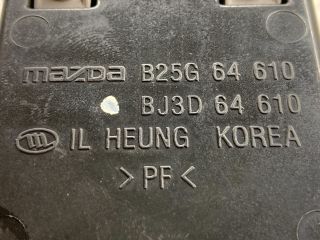 mazda B25G 64 610
BJ3D 64 610
IL HEUNG KOREA
>PF<